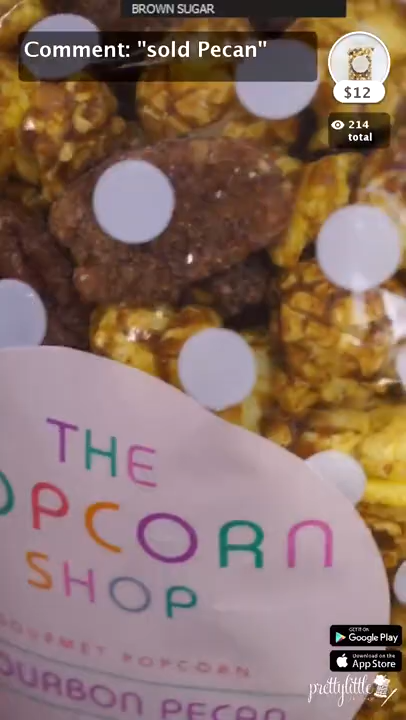 BROWN SUGAR
Comment: "sold Pecan"
$12
214
total
THE
OPCORN
SHOP
GOURMET POPCORN
OURBON PECAN
GET IT ON
Google Play
Download on the
App Store
prettylittle